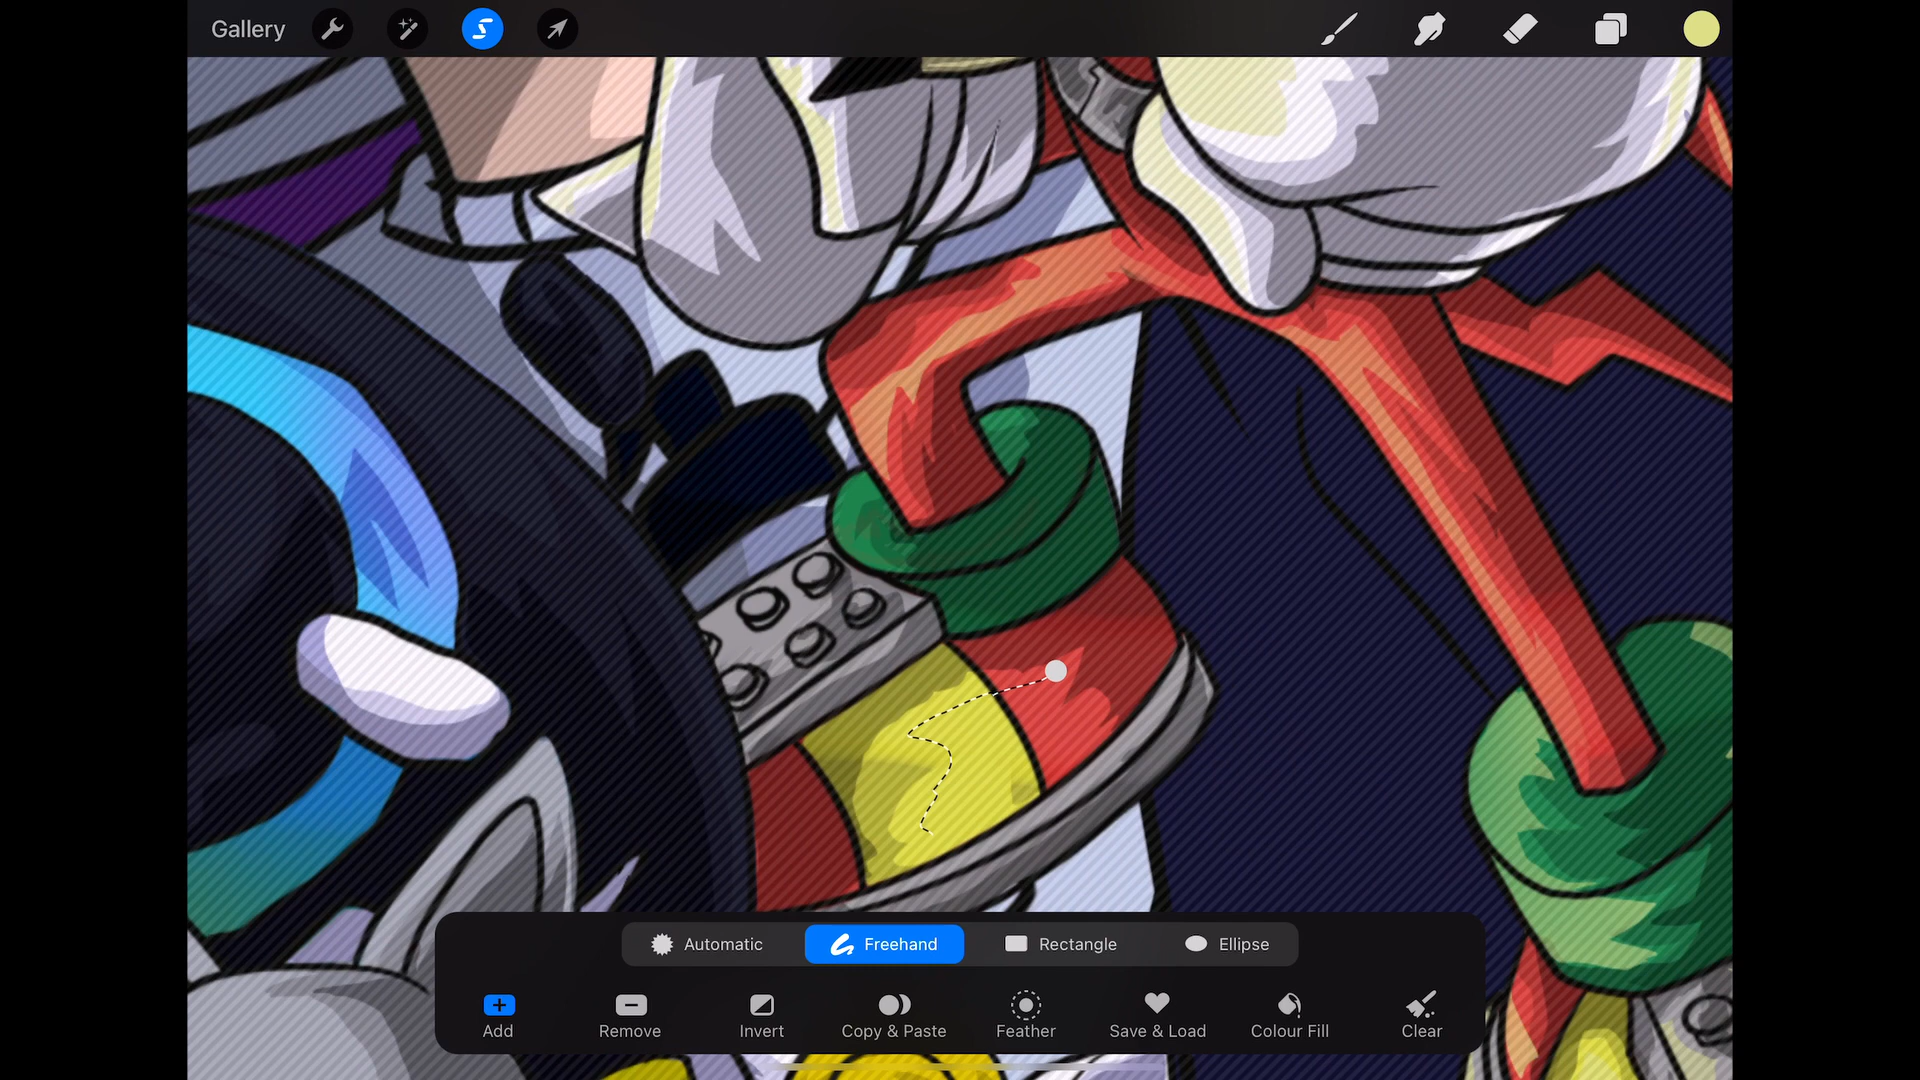 Gallery
Automatic Freehand Rectangle Ellipse
Add Remove Invert Copy & Paste Feather Save & Load Colour Fill Clear